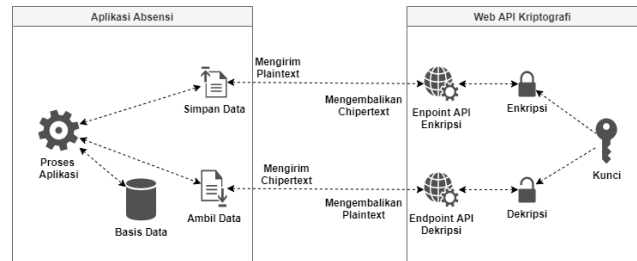 Aplikasi Absensi
Web API Kriptografi
Mengirim
Plaintext
Simpan Data
Mengembalikan
Chipertext
Enpoint API
Enkripsi
Enkripsi
Proses
Aplikasi
Mengirim
Chipertext
Kunci
Basis Data
Ambil Data
Mengembalikan
Plaintext
Endpoint API
Dekripsi
Dekripsi